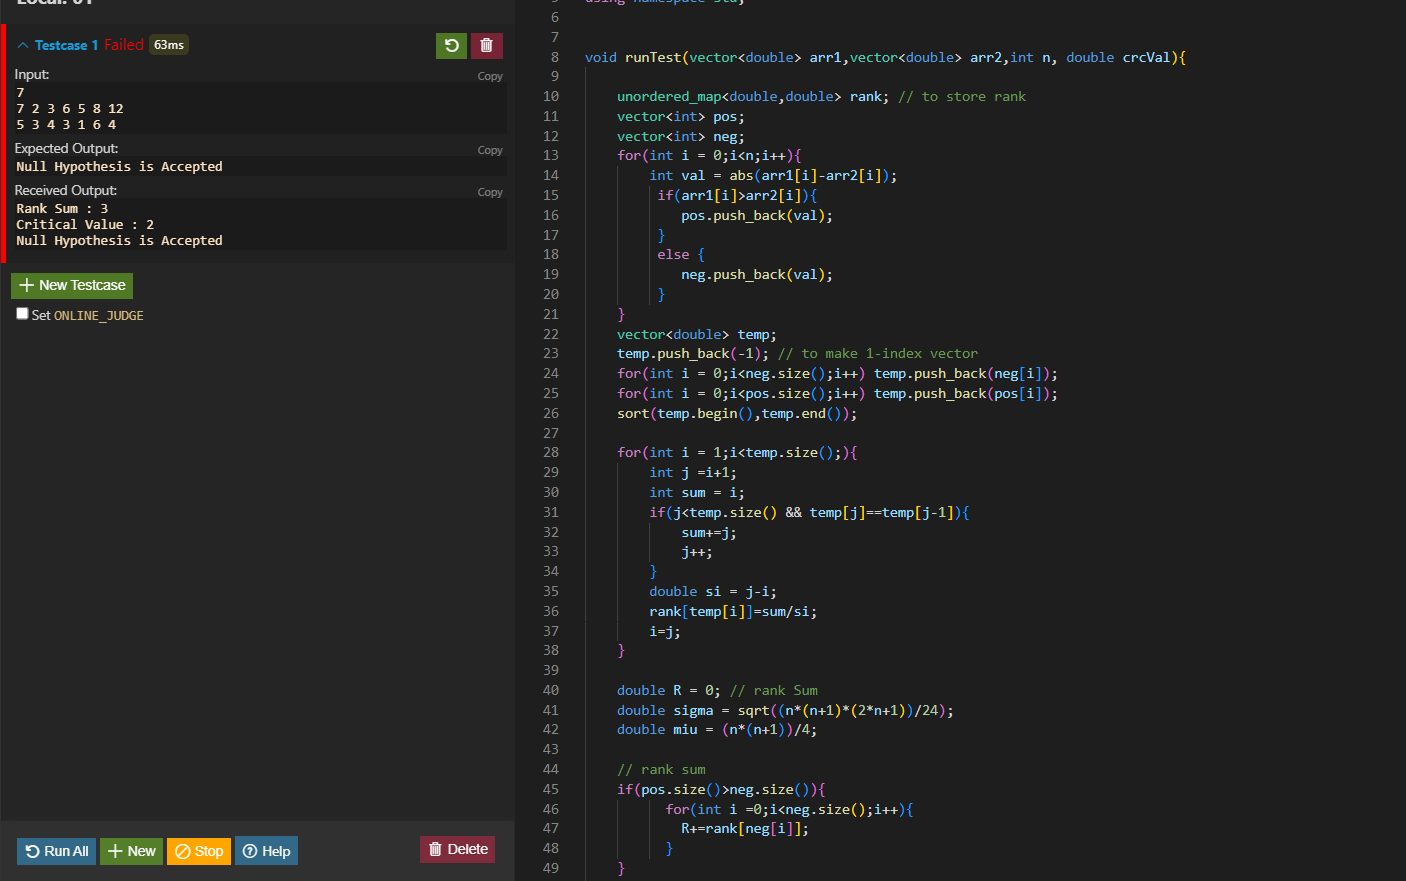 Local: 01
Testcase 1 Failed 63ms
Input:
Copy
7
7 2 3 6 5 8 12
5 3 4 3 1 6 4
Expected Output:
Copy
Null Hypothesis is Accepted
Received Output:
Copy
Rank Sum : 3
Critical Value : 2
Null Hypothesis is Accepted
New Testcase
Set ONLINE_JUDGE
Run All
New
Stop
Help
Delete
5 using namespace std;
6
7
8 void runTest(vector<double> arr1,vector<double> arr2,int n, double crcVal){
9
10 unordered_map<double,double> rank; // to store rank
11 vector<int> pos;
12 vector<int> neg;
13 for(int i = 0;i<n;i++){
14 int val = abs(arr1[i]-arr2[i]);
15 if(arr1[i]>arr2[i]){
16 pos.push_back(val);
17 }
18 else {
19 neg.push_back(val);
20 }
21 }
22 vector<double> temp;
23 temp.push_back(-1); // to make 1-index vector
24 for(int i = 0;i<neg.size();i++) temp.push_back(neg[i]);
25 for(int i = 0;i<pos.size();i++) temp.push_back(pos[i]);
26 sort(temp.begin(),temp.end());
27
28 for(int i = 1;i<temp.size();){
29 int j =i+1;
30 int sum = i;
31 if(j<temp.size() && temp[j]==temp[j-1]){
32 sum+=j;
33 j++;
34 }
35 double si = j-i;
36 rank[temp[i]]=sum/si;
37 i=j;
38 }
39
40 double R = 0; // rank Sum
41 double sigma = sqrt((n*(n+1)*(2*n+1))/24);
42 double miu = (n*(n+1))/4;
43
44 // rank sum
45 if(pos.size()>neg.size()){
46 for(int i =0;i<neg.size();i++){
47 R+=rank[neg[i]];
48 }
49 }